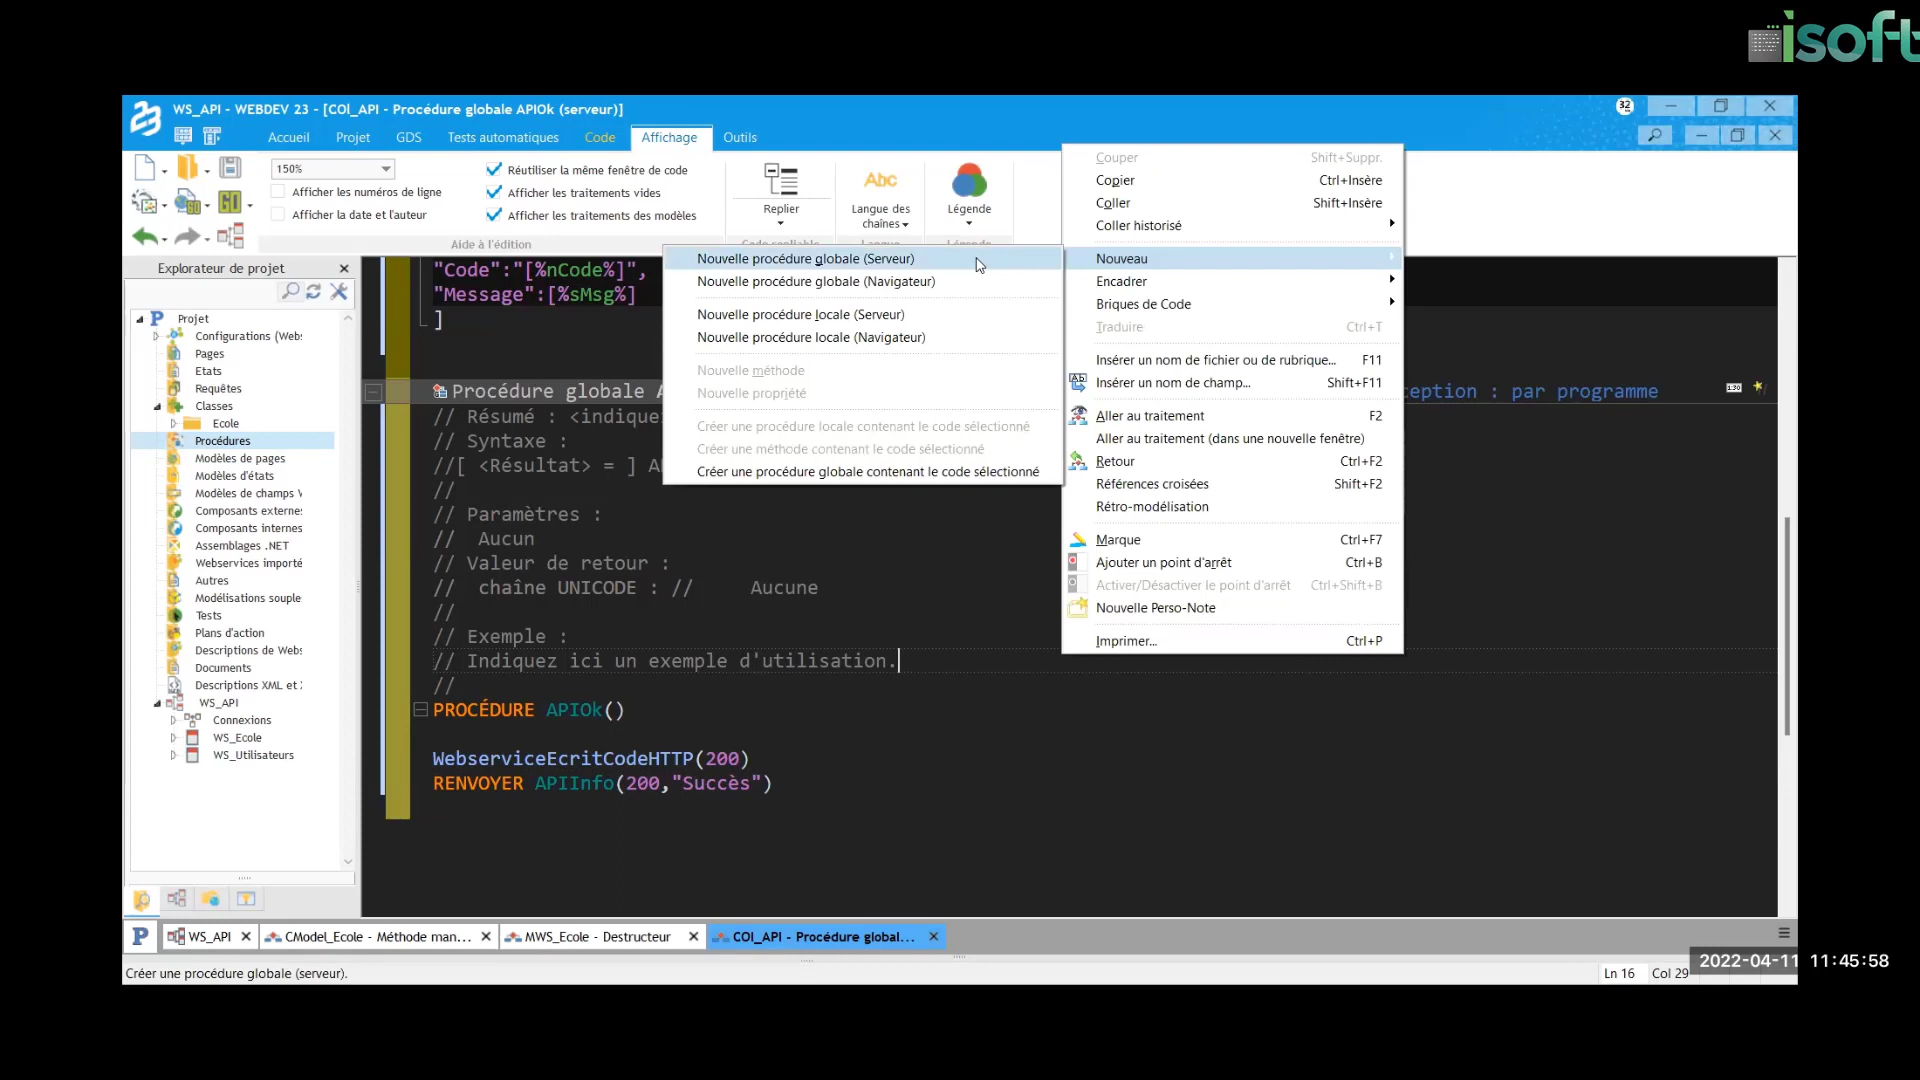 isoft
WS_API - WEBDEV 23 - [COl_API - Procédure globale APIOk (serveur)]
32
Accueil Projet GDS Tests automatiques Code Affichage Outils
150%
Afficher les numéros de ligne
Afficher la date et l'auteur
Réutiliser la même fenêtre de code
Afficher les traitements vides
Afficher les traitements des modèles
Aide à l'édition
Replier
Abc
Langue des
chaînes
Légende
Couper Shift+Suppr.
Copier Ctrl+Insère
Coller Shift+Insère
Coller historisé
Nouveau
Encadrer
Briques de Code
Traduire Ctrl+T
Insérer un nom de fichier ou de rubrique... F11
Insérer un nom de champ... Shift+F11
Aller au traitement F2
Aller au traitement (dans une nouvelle fenêtre)
Retour Ctrl+F2
Références croisées Shift+F2
Rétro-modélisation
Marque Ctrl+F7
Ajouter un point d'arrêt Ctrl+B
Activer/Désactiver le point d'arrêt Ctrl+Shift+B
Nouvelle Perso-Note
Imprimer... Ctrl+P
Nouvelle procédure globale (Serveur)
Nouvelle procédure globale (Navigateur)
Nouvelle procédure locale (Serveur)
Nouvelle procédure locale (Navigateur)
Nouvelle méthode
Nouvelle propriété
Créer une procédure locale contenant le code sélectionné
Créer une méthode contenant le code sélectionné
Créer une procédure globale contenant le code sélectionné
Explorateur de projet
Projet
Configurations (Webs
Pages
Etats
Requêtes
Classes
Ecole
Procédures
Modèles de pages
Modèles d'états
Modèles de champs
Composants externe:
Composants internes
Assemblages .NET
Webservices importé
Autres
Modélisations souple
Tests
Plans d'action
Descriptions de Webs
Documents
Descriptions XML et
WS_API
Connexions
WS_Ecole
WS_Utilisateurs
"Code":"[%nCode%]",
"Message":[%sMsg%]
]
Procédure globale A
ception : par programme
// Résumé : <indique
// Syntaxe :
//[ <Résultat> = ] A
//
// Paramètres :
// Aucun
// Valeur de retour :
// chaîne UNICODE : // Aucune
//
// Exemple :
// Indiquez ici un exemple d'utilisation.
//
PROCÉDURE APIOk()
WebserviceEcritCodeHTTP(200)
RENVOYER APIInfo(200,"Succès")
WS_API CModel_Ecole - Méthode man... MWS_Ecole - Destructeur COl_API - Procédure global...
Créer une procédure globale (serveur).
Ln 16 Col 29
2022-04-11 11:45:58